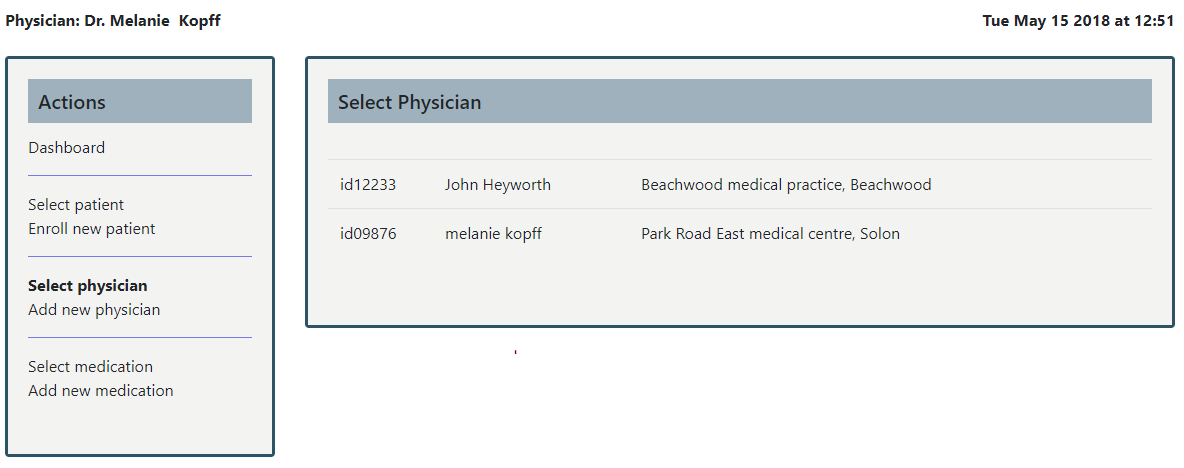 Physician: Dr. Melanie  Kopff
Tue May 15 2018 at 12:51
Actions
Dashboard
Select patient
Enroll new patient
Select physician
Add new physician
Select medication
Add new medication
Select Physician
id12233 John Heyworth Beachwood medical practice, Beachwood
id09876 melanie kopff Park Road East medical centre, Solon